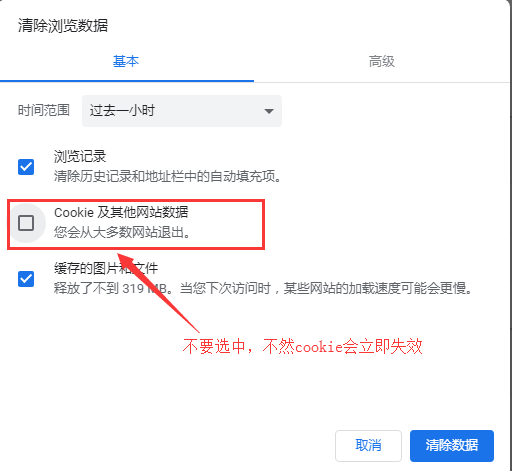 清除浏览数据
基本 高级
时间范围 过去一小时
浏览记录
清除历史记录和地址栏中的自动填充项。
Cookie 及其他网站数据
您会从大多数网站退出。
缓存的图片和文件
释放了不到 319 MB。当您下次访问时，某些网站的加载速度可能会更慢。
不要选中，不然cookie会立即失效
取消 清除数据